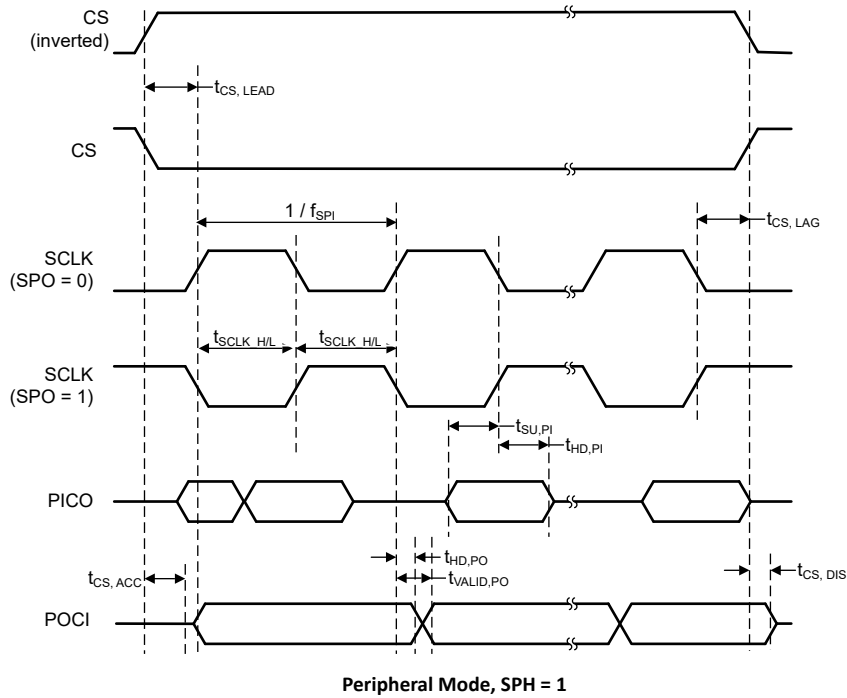 CS
(inverted)
tCS, LEAD
CS
1 / fSPI
tCS, LAG
SCLK
(SPO = 0)
tSCLK_H/L
tSCLK_H/L
SCLK
(SPO = 1)
tSU,PI
tHD,PI
PICO
tHD,PO
tCS, ACC
tVALID,PO
tCS, DIS
POCI
Peripheral Mode, SPH = 1